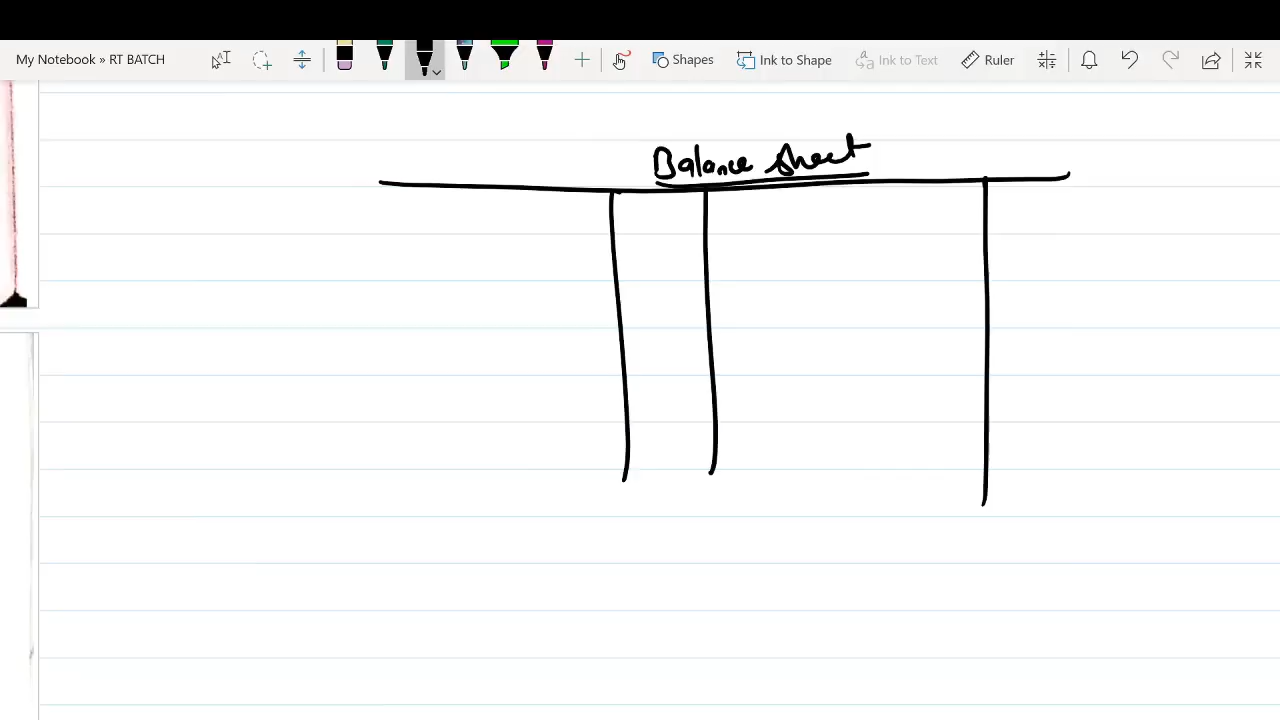 My Notebook » RT BATCH
Shapes
Ink to Shape
Ink to Text
Ruler
Balance Sheet